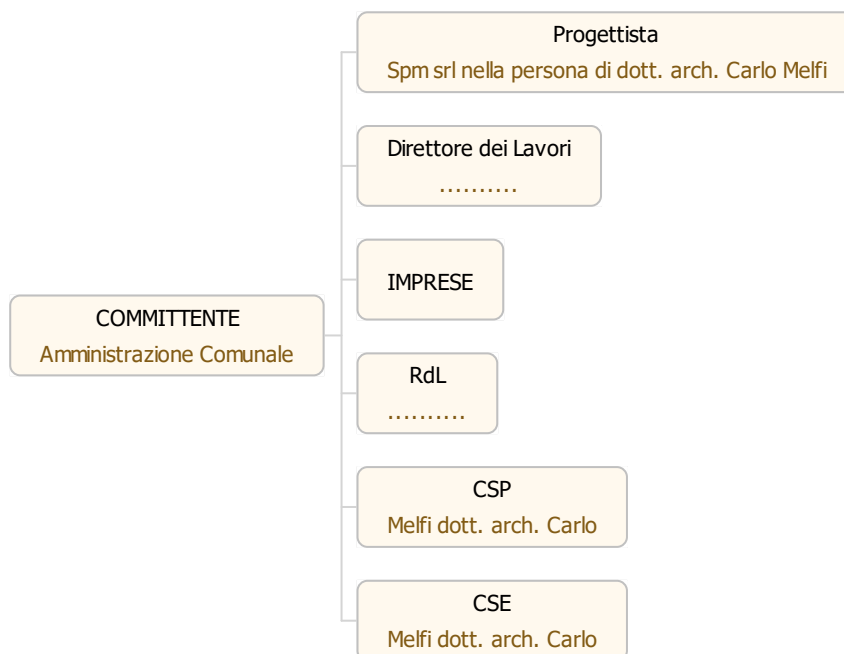 Progettista
Spm srl nella persona di dott. arch. Carlo Melfi
Direttore dei Lavori
..........
IMPRESE
COMMITTENTE
Amministrazione Comunale
RdL
..........
CSP
Melfi dott. arch. Carlo
CSE
Melfi dott. arch. Carlo